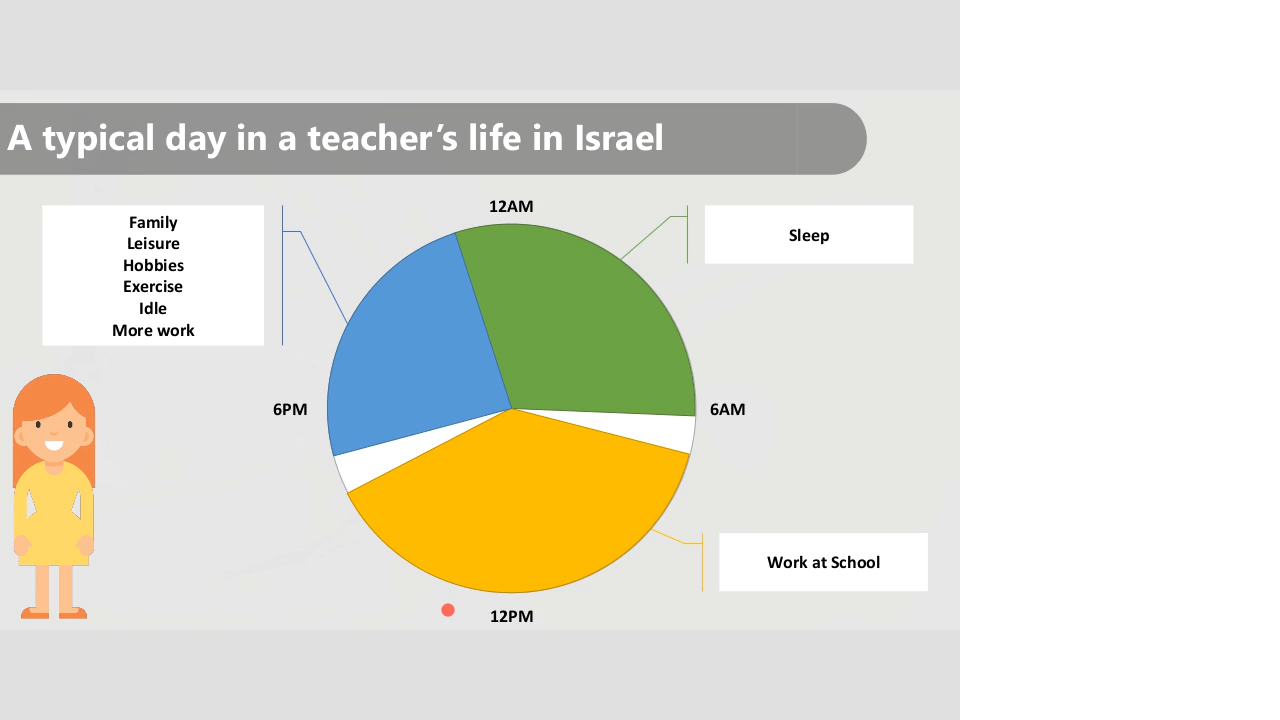 A typical day in a teacher’s life in Israel
12AM
Family
Leisure
Hobbies
Exercise
Idle
More work
Sleep
6PM
6AM
Work at School
12PM